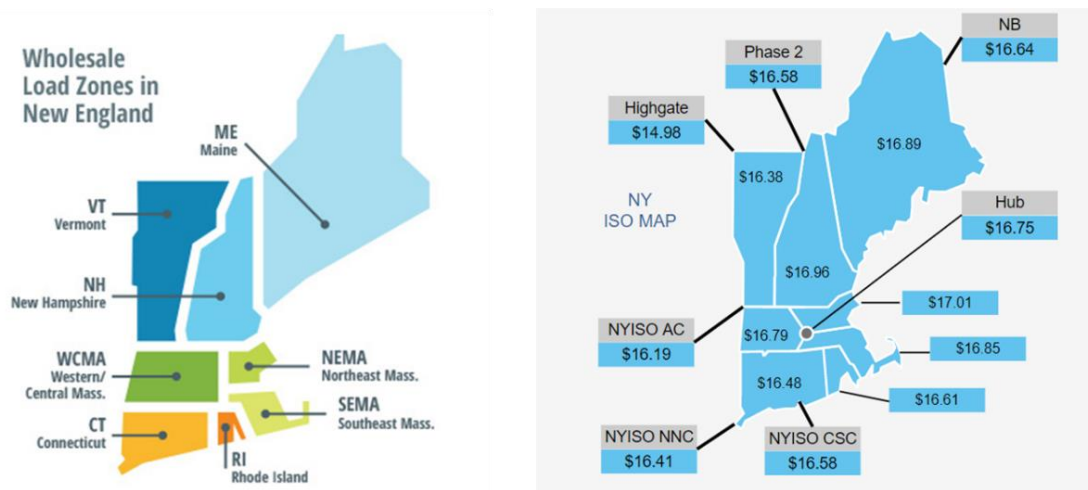 Wholesale
Load Zones in
New England
ME
Maine
VT
Vermont
NH
New Hampshire
WCMA
Western/
Central Mass.
NEMA
Northeast Mass.
SEMA
Southeast Mass.
CT
Connecticut
RI
Rhode Island
NB
$16.64
Phase 2
$16.58
Highgate
$14.98
$16.89
$16.38
NY
ISO MAP
Hub
$16.75
$16.96
$17.01
NYISO AC
$16.19
$16.79
$16.85
$16.48
$16.61
NYISO NNC
$16.41
NYISO CSC
$16.58